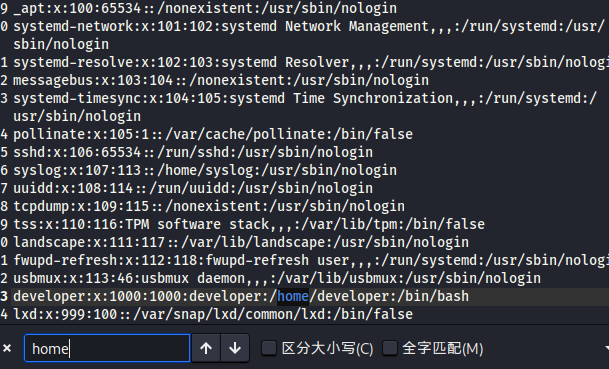 9 _apt:x:100:65534::/nonexistent:/usr/sbin/nologin
0 systemd-network:x:101:102:systemd Network Management,,,:/run/systemd:/usr/
sbin/nologin
1 systemd-resolve:x:102:103:systemd Resolver,,,:/run/systemd:/usr/sbin/nologi
2 messagebus:x:103:104::/nonexistent:/usr/sbin/nologin
3 systemd-timesync:x:104:105:systemd Time Synchronization,,,:/run/systemd:/
usr/sbin/nologin
4 pollinate:x:105:1::/var/cache/pollinate:/bin/false
5 sshd:x:106:65534::/run/sshd:/usr/sbin/nologin
6 syslog:x:107:113::/home/syslog:/usr/sbin/nologin
7 uuidd:x:108:114::/run/uuidd:/usr/sbin/nologin
8 tcpdump:x:109:115::/nonexistent:/usr/sbin/nologin
9 tss:x:110:116:TPM software stack,,,:/var/lib/tpm:/bin/false
0 landscape:x:111:117::/var/lib/landscape:/usr/sbin/nologin
1 fwupd-refresh:x:112:118:fwupd-refresh user,,,:/run/systemd:/usr/sbin/nologi
2 usbmux:x:113:46:usbmux daemon,,,:/var/lib/usbmux:/usr/sbin/nologin
3 developer:x:1000:1000:developer:/home/developer:/bin/bash
4 lxd:x:999:100::/var/snap/lxd/common/lxd:/bin/false
× home 区分大小写(C) 全字匹配(M)